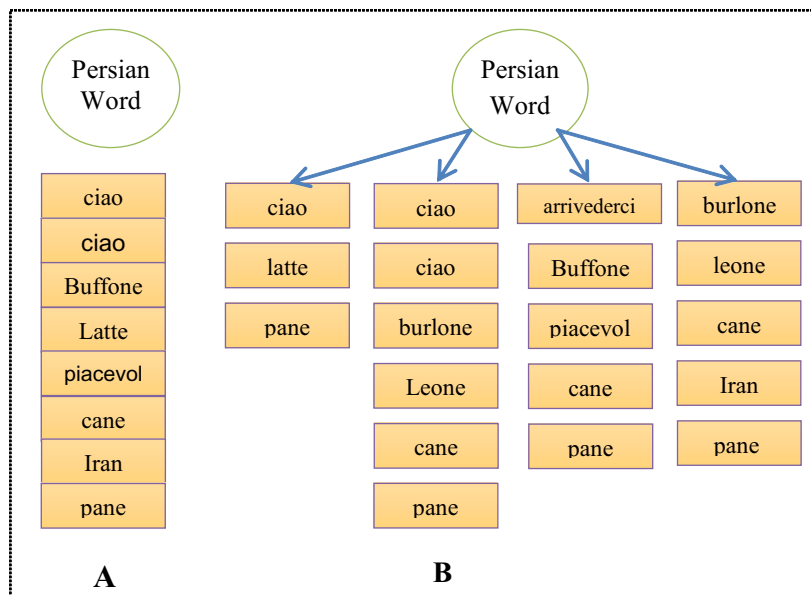 Persian
Word
ciao
ciao
Buffone
Latte
piacevol
cane
Iran
pane
A
Persian
Word
ciao
latte
pane
ciao
ciao
burlone
Leone
cane
pane
arrivederci
Buffone
piacevol
cane
pane
burlone
leone
cane
Iran
pane
B